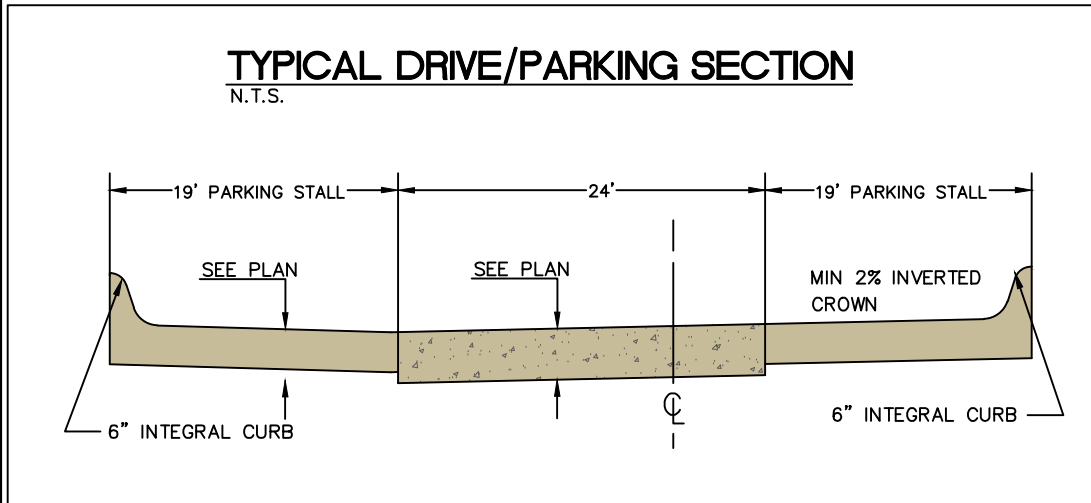 TYPICAL DRIVE/PARKING SECTION
N.T.S.
19' PARKING STALL
24'
19' PARKING STALL
SEE PLAN
SEE PLAN
MIN 2% INVERTED
CROWN
6" INTEGRAL CURB
℄
6" INTEGRAL CURB